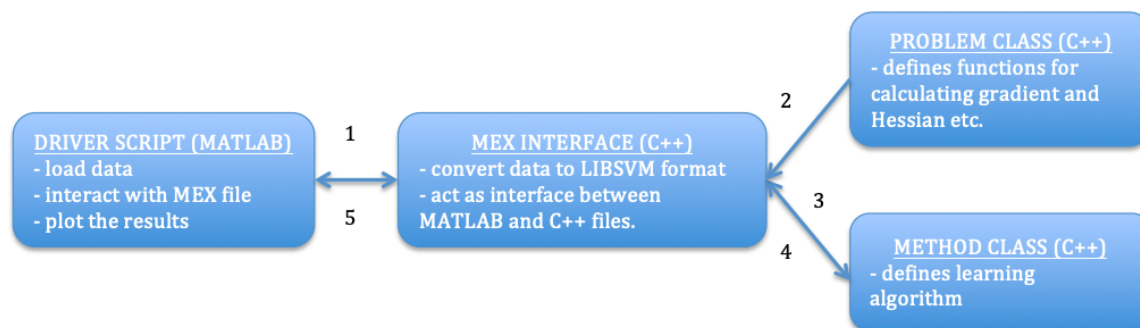 DRIVER SCRIPT (MATLAB)
- load data
- interact with MEX file
- plot the results
1
5
MEX INTERFACE (C++)
- convert data to LIBSVM format
- act as interface between
MATLAB and C++ files.
2
3
4
PROBLEM CLASS (C++)
- defines functions for
calculating gradient and
Hessian etc.
METHOD CLASS (C++)
- defines learning
algorithm